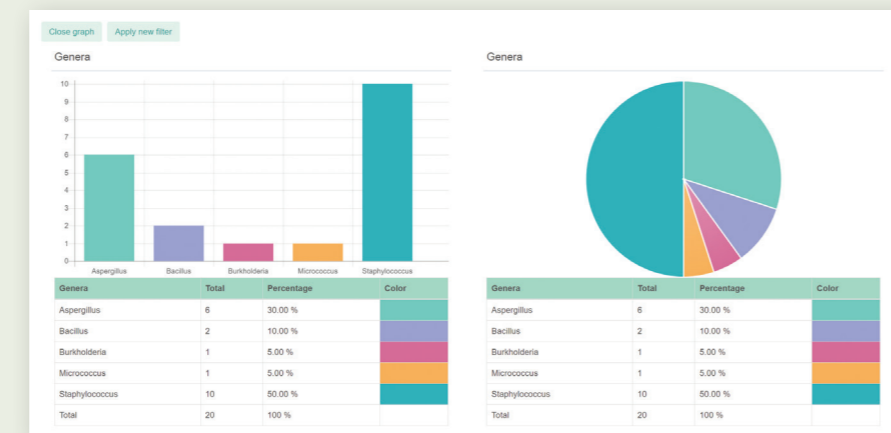 Close graph Apply new filter
Genera
10
9
8
7
6
5
4
3
2
1
0
Aspergillus Bacillus Burkholderia Micrococcus Staphylococcus
Genera Total Percentage Color
Aspergillus 6 30.00 %
Bacillus 2 10.00 %
Burkholderia 1 5.00 %
Micrococcus 1 5.00 %
Staphylococcus 10 50.00 %
Total 20 100 %
Genera
Genera Total Percentage Color
Aspergillus 6 30.00 %
Bacillus 2 10.00 %
Burkholderia 1 5.00 %
Micrococcus 1 5.00 %
Staphylococcus 10 50.00 %
Total 20 100 %